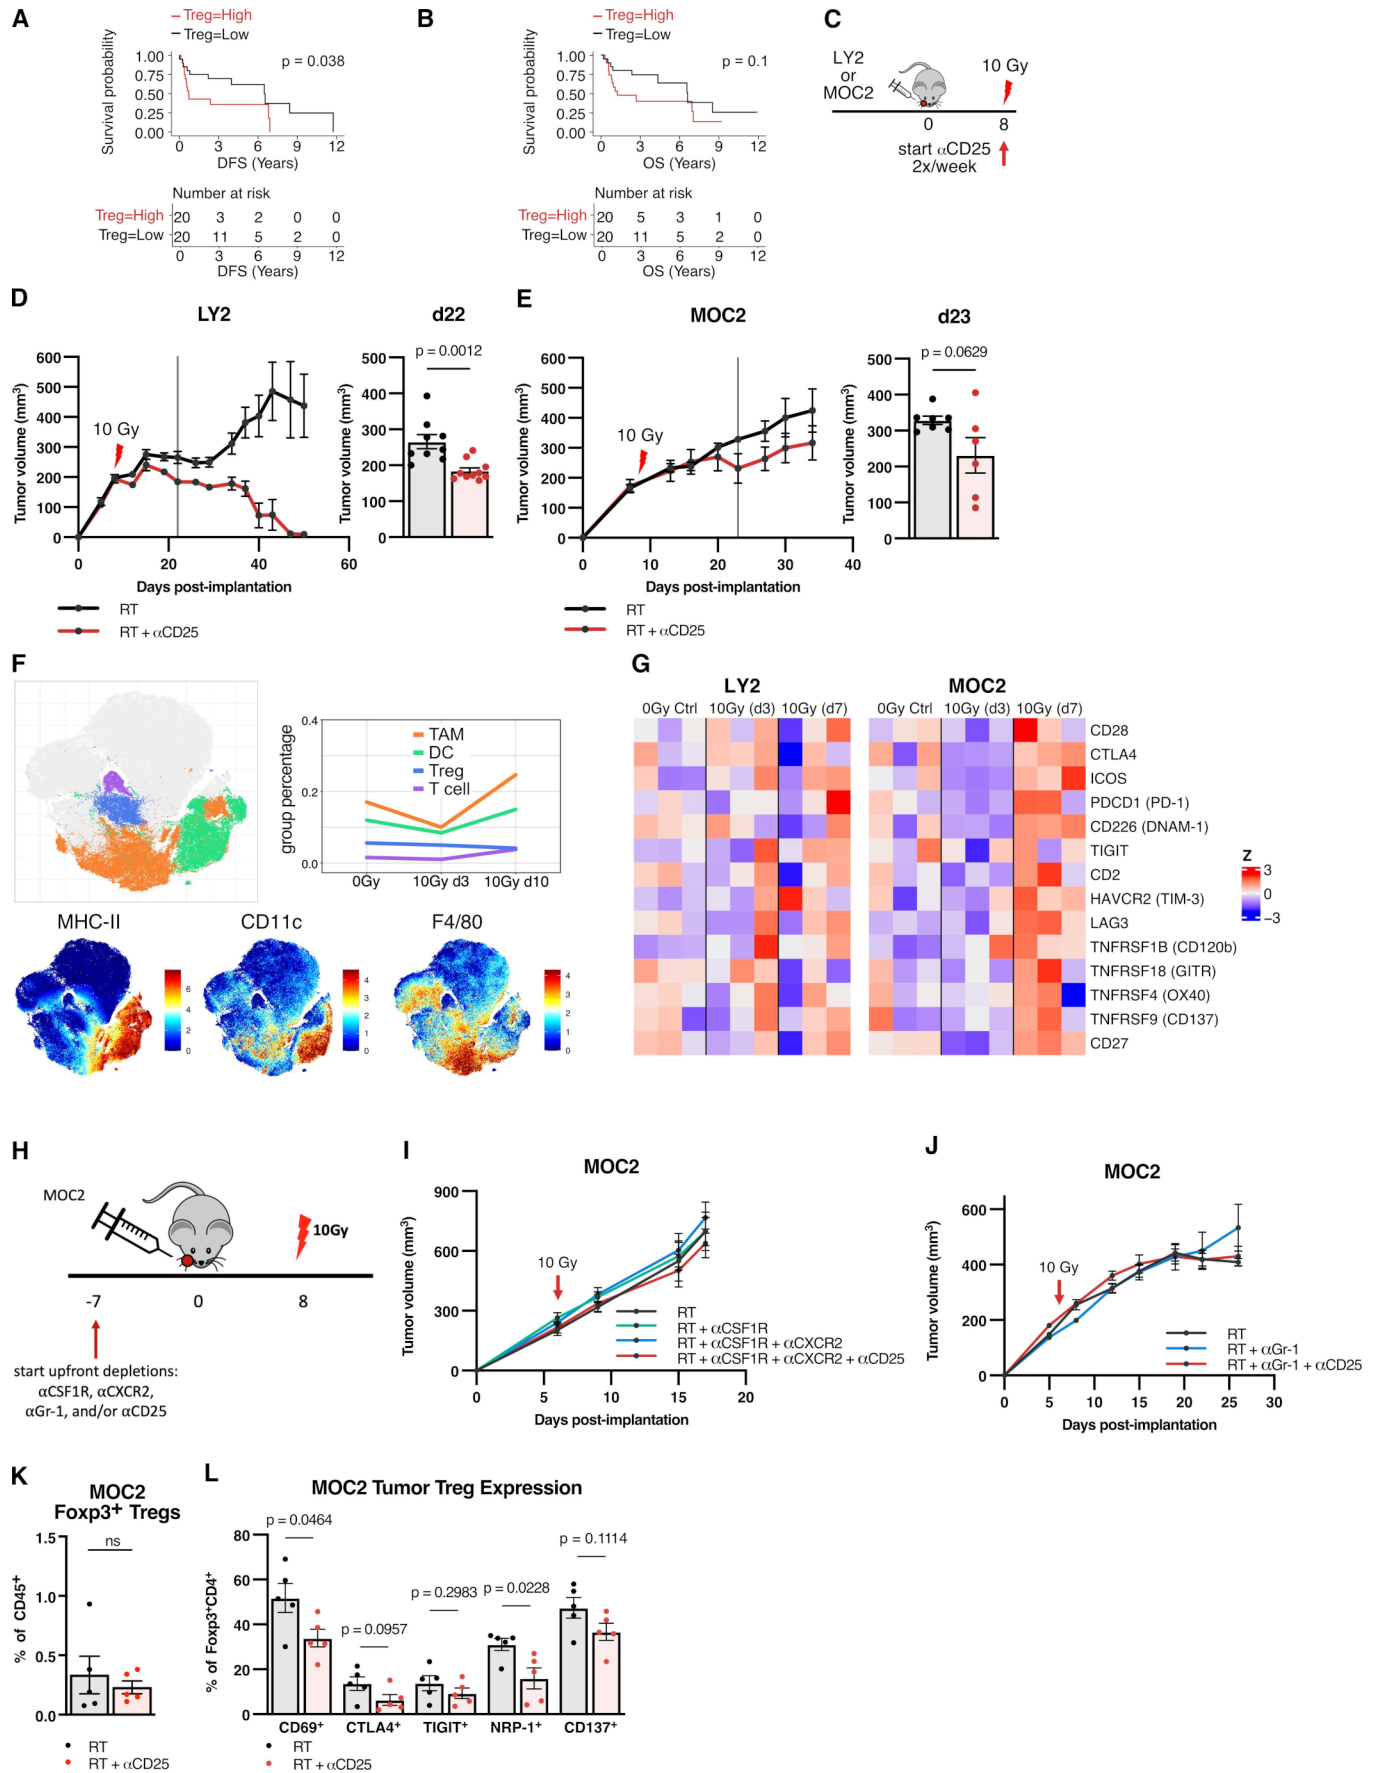 A
Treg=High
Treg=Low
Survival probability
1.00
0.75
0.50
0.25
0.00
p = 0.038
0 3 6 9 12
DFS (Years)
Number at risk
Treg=High 20 3 2 0 0
Treg=Low 20 11 5 2 0
0 3 6 9 12
DFS (Years)
B
Treg=High
Treg=Low
Survival probability
1.00
0.75
0.50
0.25
0.00
p = 0.1
0 3 6 9 12
OS (Years)
Number at risk
Treg=High 20 5 3 1 0
Treg=Low 20 11 5 2 0
0 3 6 9 12
OS (Years)
C
LY2
or
MOC2
10 Gy
0 8
start αCD25
2x/week
D
LY2
Tumor volume (mm³)
600
500
400
300
200
100
0
10 Gy
0 20 40 60
Days post-implantation
RT
RT + αCD25
d22
p = 0.0012
Tumor volume (mm³)
500
400
300
200
100
0
E
MOC2
Tumor volume (mm³)
600
500
400
300
200
100
0
10 Gy
0 10 20 30 40
Days post-implantation
RT
RT + αCD25
d23
p = 0.0629
Tumor volume (mm³)
500
400
300
200
100
0
F
group percentage
0.4
0.2
0.0
TAM
DC
Treg
T cell
0Gy 10Gy d3 10Gy d10
MHC-II
6
4
2
0
CD11c
4
3
2
1
0
F4/80
4
3
2
1
0
G
LY2 MOC2
0Gy Ctrl 10Gy (d3) 10Gy (d7) 0Gy Ctrl 10Gy (d3) 10Gy (d7)
CD28
CTLA4
ICOS
PDCD1 (PD-1)
CD226 (DNAM-1)
TIGIT
CD2
HAVCR2 (TIM-3)
LAG3
TNFRSF1B (CD120b)
TNFRSF18 (GITR)
TNFRSF4 (OX40)
TNFRSF9 (CD137)
CD27
Z
3
0
−3
H
MOC2
10Gy
-7 0 8
start upfront depletions:
αCSF1R, αCXCR2,
αGr-1, and/or αCD25
I
MOC2
Tumor volume (mm³)
900
600
300
0
10 Gy
RT
RT + αCSF1R
RT + αCSF1R + αCXCR2
RT + αCSF1R + αCXCR2 + αCD25
0 5 10 15 20
Days post-implantation
J
MOC2
Tumor volume (mm³)
600
400
200
0
10 Gy
RT
RT + αGr-1
RT + αGr-1 + αCD25
0 5 10 15 20 25 30
Days post-implantation
K
MOC2
Foxp3⁺ Tregs
% of CD45⁺
1.5
1.0
0.5
0.0
ns
RT
RT + αCD25
L
MOC2 Tumor Treg Expression
% of Foxp3⁺CD4⁺
80
60
40
20
0
p = 0.0464
p = 0.0957
p = 0.2983
p = 0.0228
p = 0.1114
CD69⁺ CTLA4⁺ TIGIT⁺ NRP-1⁺ CD137⁺
RT
RT + αCD25